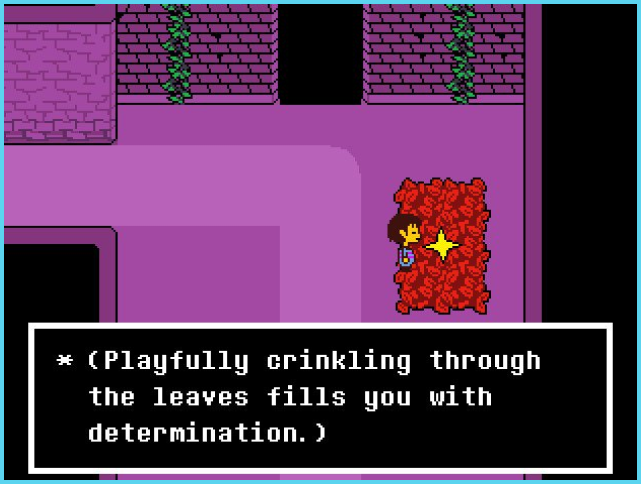 * (Playfully crinkling through
the leaves fills you with
determination.)